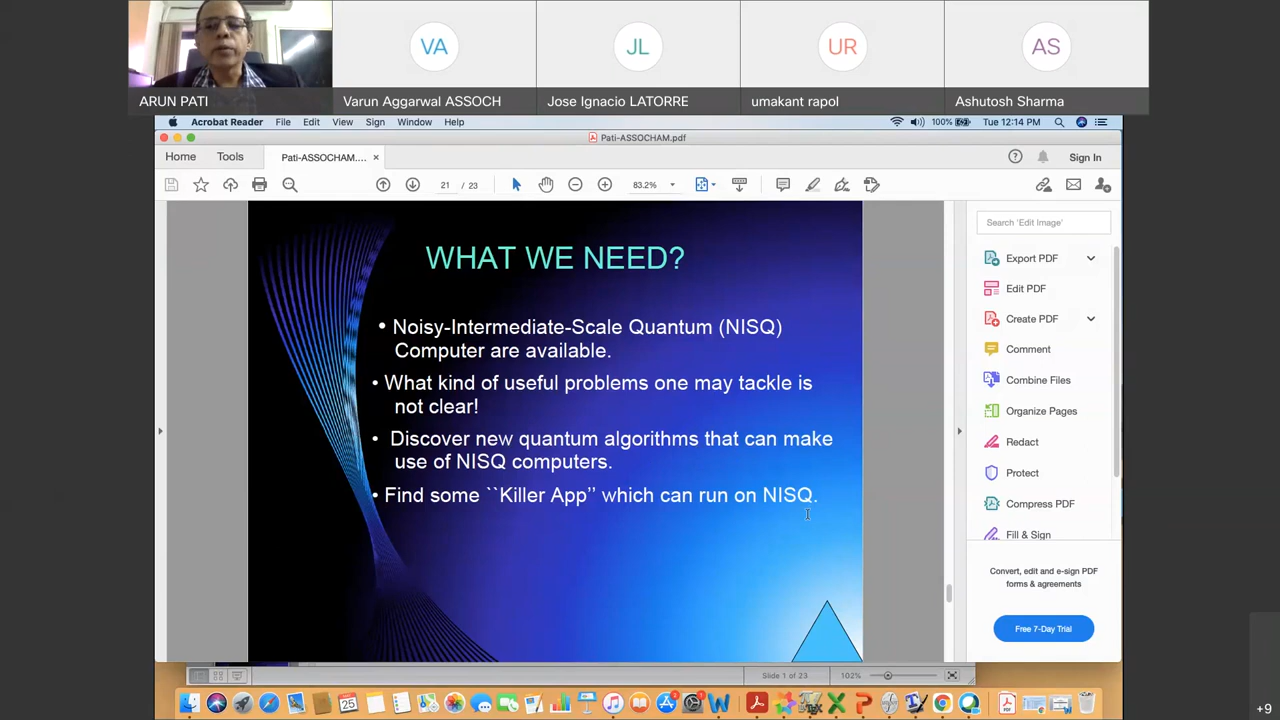 VA
JL
UR
AS
ARUN PATI
Varun Aggarwal ASSOCH
Jose Ignacio LATORRE
umakant rapol
Ashutosh Sharma
Acrobat Reader File Edit View Sign Window Help
100% Tue 12:14 PM
Pati-ASSOCHAM.pdf
Home Tools Pati-ASSOCHAM.... × Sign In
21 / 23 83.2%
WHAT WE NEED?
• Noisy-Intermediate-Scale Quantum (NISQ)
Computer are available.
• What kind of useful problems one may tackle is
not clear!
• Discover new quantum algorithms that can make
use of NISQ computers.
• Find some ``Killer App'' which can run on NISQ.
Search 'Edit Image'
Export PDF
Edit PDF
Create PDF
Comment
Combine Files
Organize Pages
Redact
Protect
Compress PDF
Fill & Sign
Convert, edit and e-sign PDF
forms & agreements
Free 7-Day Trial
Slide 1 of 23 102%
25
+9